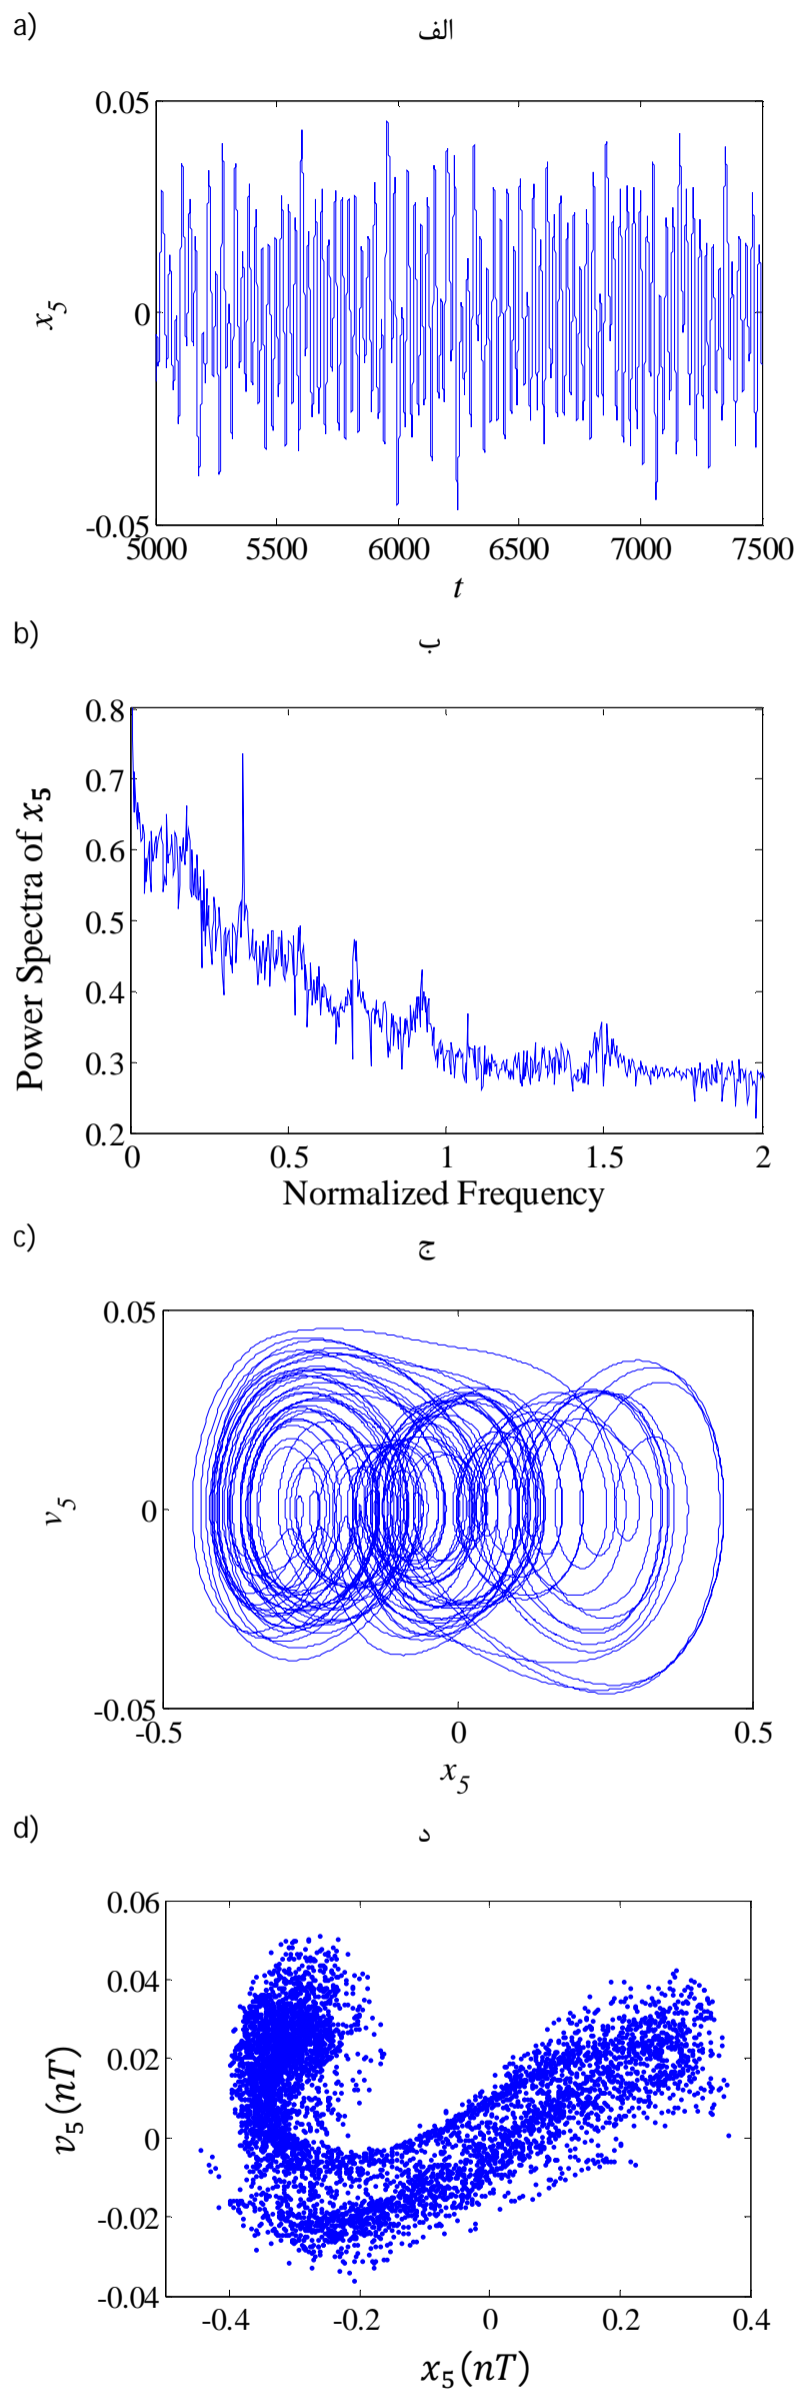 a)
الف
0.05
0
-0.05
x5
5000 5500 6000 6500 7000 7500
t
b)
ب
0.8
0.7
0.6
0.5
0.4
0.3
0.2
Power Spectra of x5
0 0.5 1 1.5 2
Normalized Frequency
c)
ج
0.05
0
-0.05
v5
-0.5 0 0.5
x5
d)
د
0.06
0.04
0.02
0
-0.02
-0.04
v5(nT)
-0.4 -0.2 0 0.2 0.4
x5(nT)